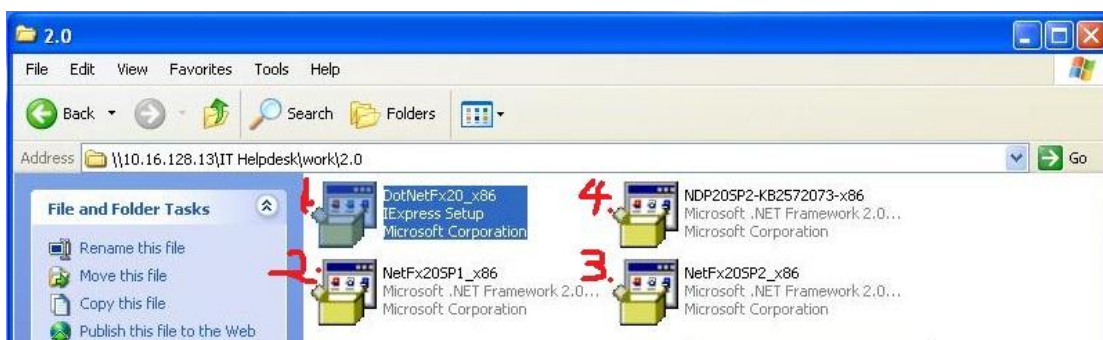 2.0
File Edit View Favorites Tools Help
Back Search Folders
Address \\10.16.128.13\IT Helpdesk\work\2.0 Go
File and Folder Tasks
Rename this file
Move this file
Copy this file
Publish this file to the Web
1. DotNetFx20_x86
IExpress Setup
Microsoft Corporation
4. NDP20SP2-KB2572073-x86
Microsoft .NET Framework 2.0...
Microsoft Corporation
2. NetFx20SP1_x86
Microsoft .NET Framework 2.0...
Microsoft Corporation
3. NetFx20SP2_x86
Microsoft .NET Framework 2.0...
Microsoft Corporation